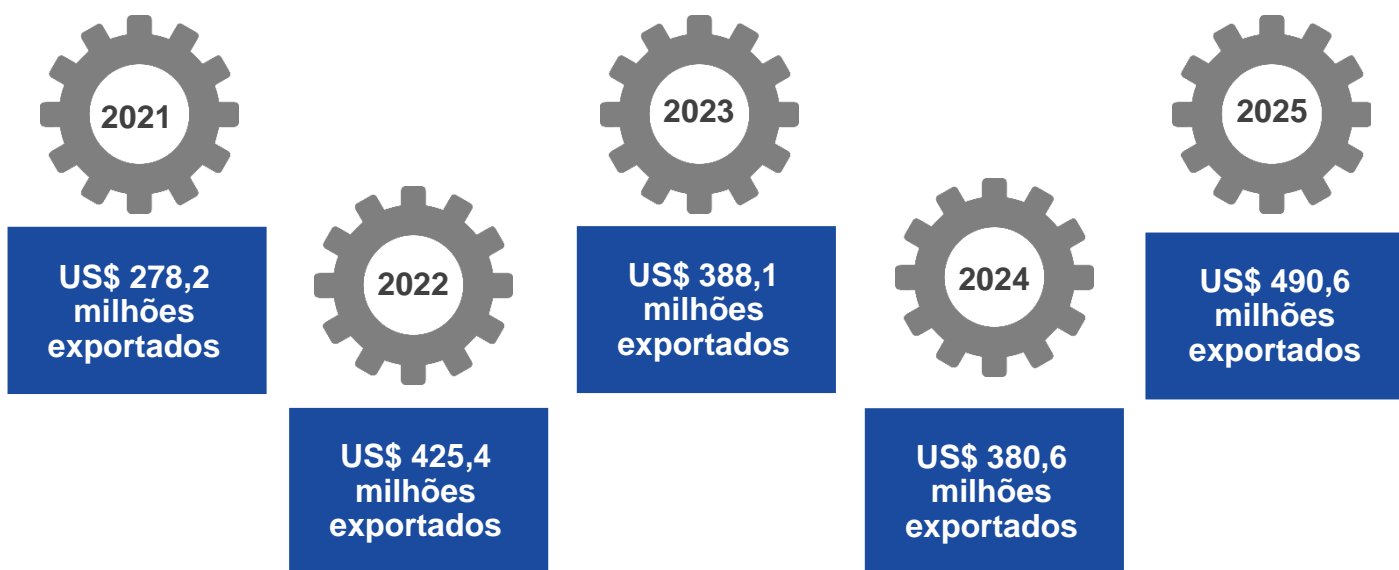 2021
US$ 278,2
milhões
exportados
2022
US$ 425,4
milhões
exportados
2023
US$ 388,1
milhões
exportados
2024
US$ 380,6
milhões
exportados
2025
US$ 490,6
milhões
exportados